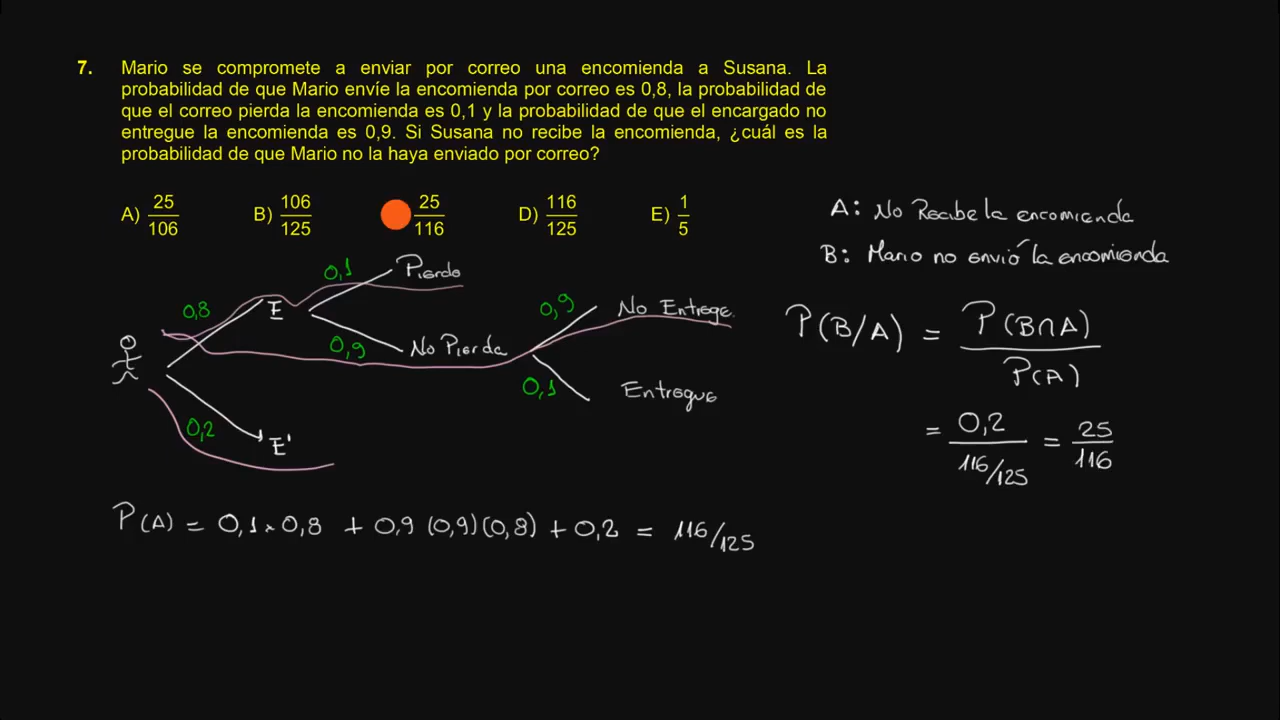 7. Mario se compromete a enviar por correo una encomienda a Susana. La
probabilidad de que Mario envíe la encomienda por correo es 0,8, la probabilidad de
que el correo pierda la encomienda es 0,1 y la probabilidad de que el encargado no
entregue la encomienda es 0,9. Si Susana no recibe la encomienda, ¿cuál es la
probabilidad de que Mario no la haya enviado por correo?
A) 25/106 B) 106/125 25/116 D) 116/125 E) 1/5
A: No Recibe la encomienda
B: Mario no envió la encomienda
0,1 Pierda
0,8 E
0,9 No Pierda
0,9 No Entrega.
0,1 Entregue
0,2 E'
P(B/A) = P(B∩A)/P(A)
= 0,2/116/125 = 25/116
P(A) = 0,1×0,8 + 0,9(0,9)(0,8) + 0,2 = 116/125